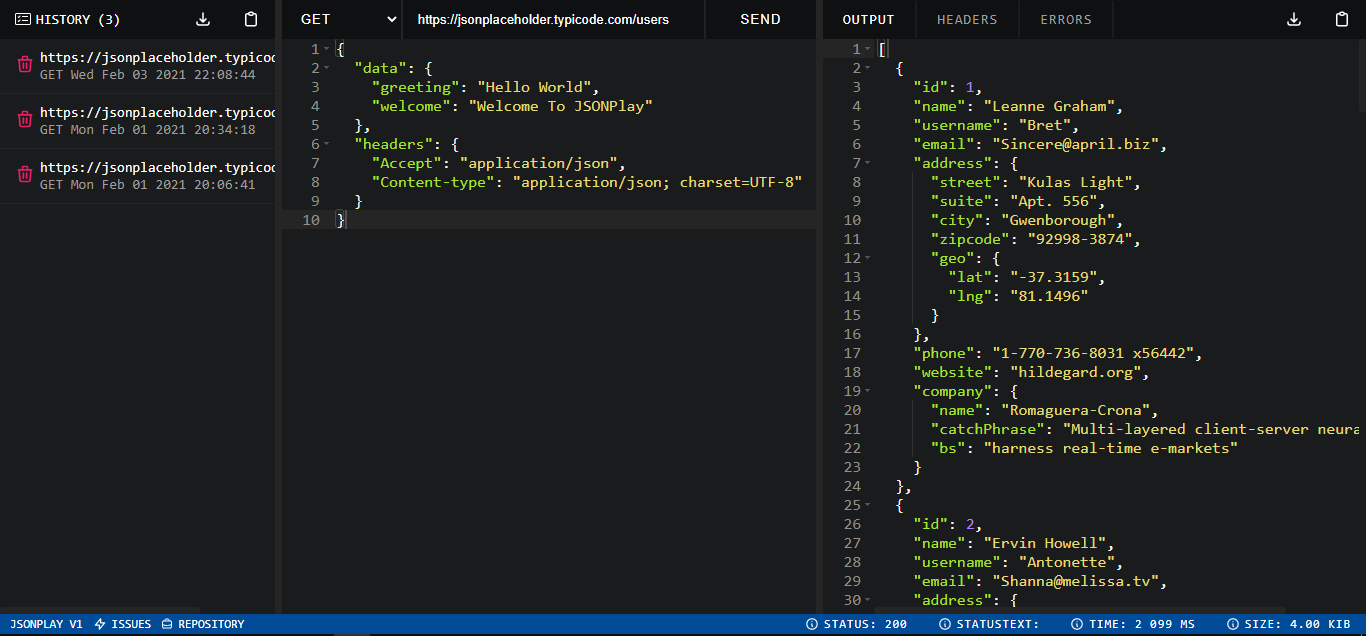 HISTORY (3)
https://jsonplaceholder.typicod
GET Wed Feb 03 2021 22:08:44
https://jsonplaceholder.typicod
GET Mon Feb 01 2021 20:34:18
https://jsonplaceholder.typicod
GET Mon Feb 01 2021 20:06:41
GET https://jsonplaceholder.typicode.com/users SEND
1 {
2 "data": {
3 "greeting": "Hello World",
4 "welcome": "Welcome To JSONPlay"
5 },
6 "headers": {
7 "Accept": "application/json",
8 "Content-type": "application/json; charset=UTF-8"
9 }
10 }
OUTPUT HEADERS ERRORS
1 [
2 {
3 "id": 1,
4 "name": "Leanne Graham",
5 "username": "Bret",
6 "email": "Sincere@april.biz",
7 "address": {
8 "street": "Kulas Light",
9 "suite": "Apt. 556",
10 "city": "Gwenborough",
11 "zipcode": "92998-3874",
12 "geo": {
13 "lat": "-37.3159",
14 "lng": "81.1496"
15 }
16 },
17 "phone": "1-770-736-8031 x56442",
18 "website": "hildegard.org",
19 "company": {
20 "name": "Romaguera-Crona",
21 "catchPhrase": "Multi-layered client-server neura
22 "bs": "harness real-time e-markets"
23 }
24 },
25 {
26 "id": 2,
27 "name": "Ervin Howell",
28 "username": "Antonette",
29 "email": "Shanna@melissa.tv",
30 "address": {
JSONPLAY V1 ISSUES REPOSITORY STATUS: 200 STATUSTEXT: TIME: 2 099 MS SIZE: 4.00 KIB